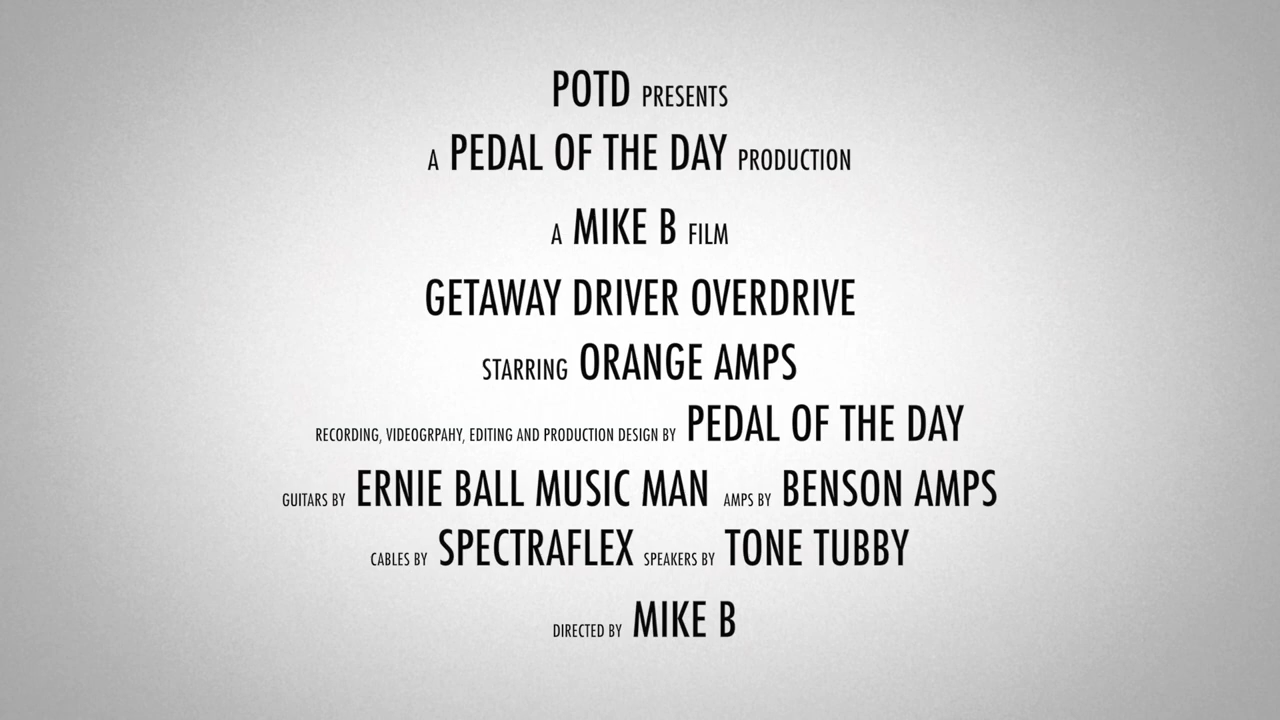 POTD PRESENTS
A PEDAL OF THE DAY PRODUCTION
A MIKE B FILM
GETAWAY DRIVER OVERDRIVE
STARRING ORANGE AMPS
RECORDING, VIDEOGRPAHY, EDITING AND PRODUCTION DESIGN BY PEDAL OF THE DAY
GUITARS BY ERNIE BALL MUSIC MAN AMPS BY BENSON AMPS
CABLES BY SPECTRAFLEX SPEAKERS BY TONE TUBBY
DIRECTED BY MIKE B